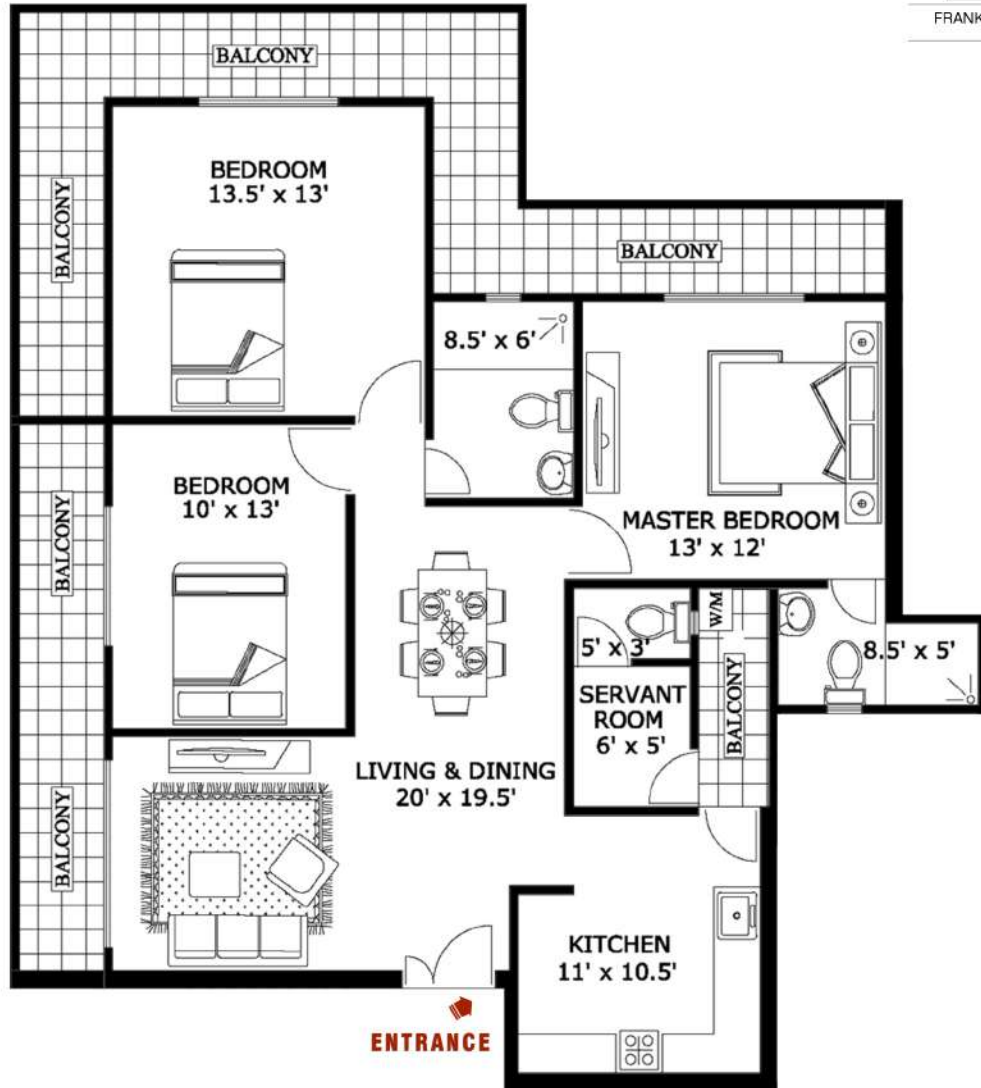 FRANK
BALCONY
BEDROOM
13.5' x 13'
BALCONY
BALCONY
8.5' x 6'
BEDROOM
10' x 13'
BALCONY
MASTER BEDROOM
13' x 12'
W/M
5' x 3'
8.5' x 5'
SERVANT
ROOM
6' x 5'
BALCONY
LIVING & DINING
20' x 19.5'
BALCONY
KITCHEN
11' x 10.5'
ENTRANCE